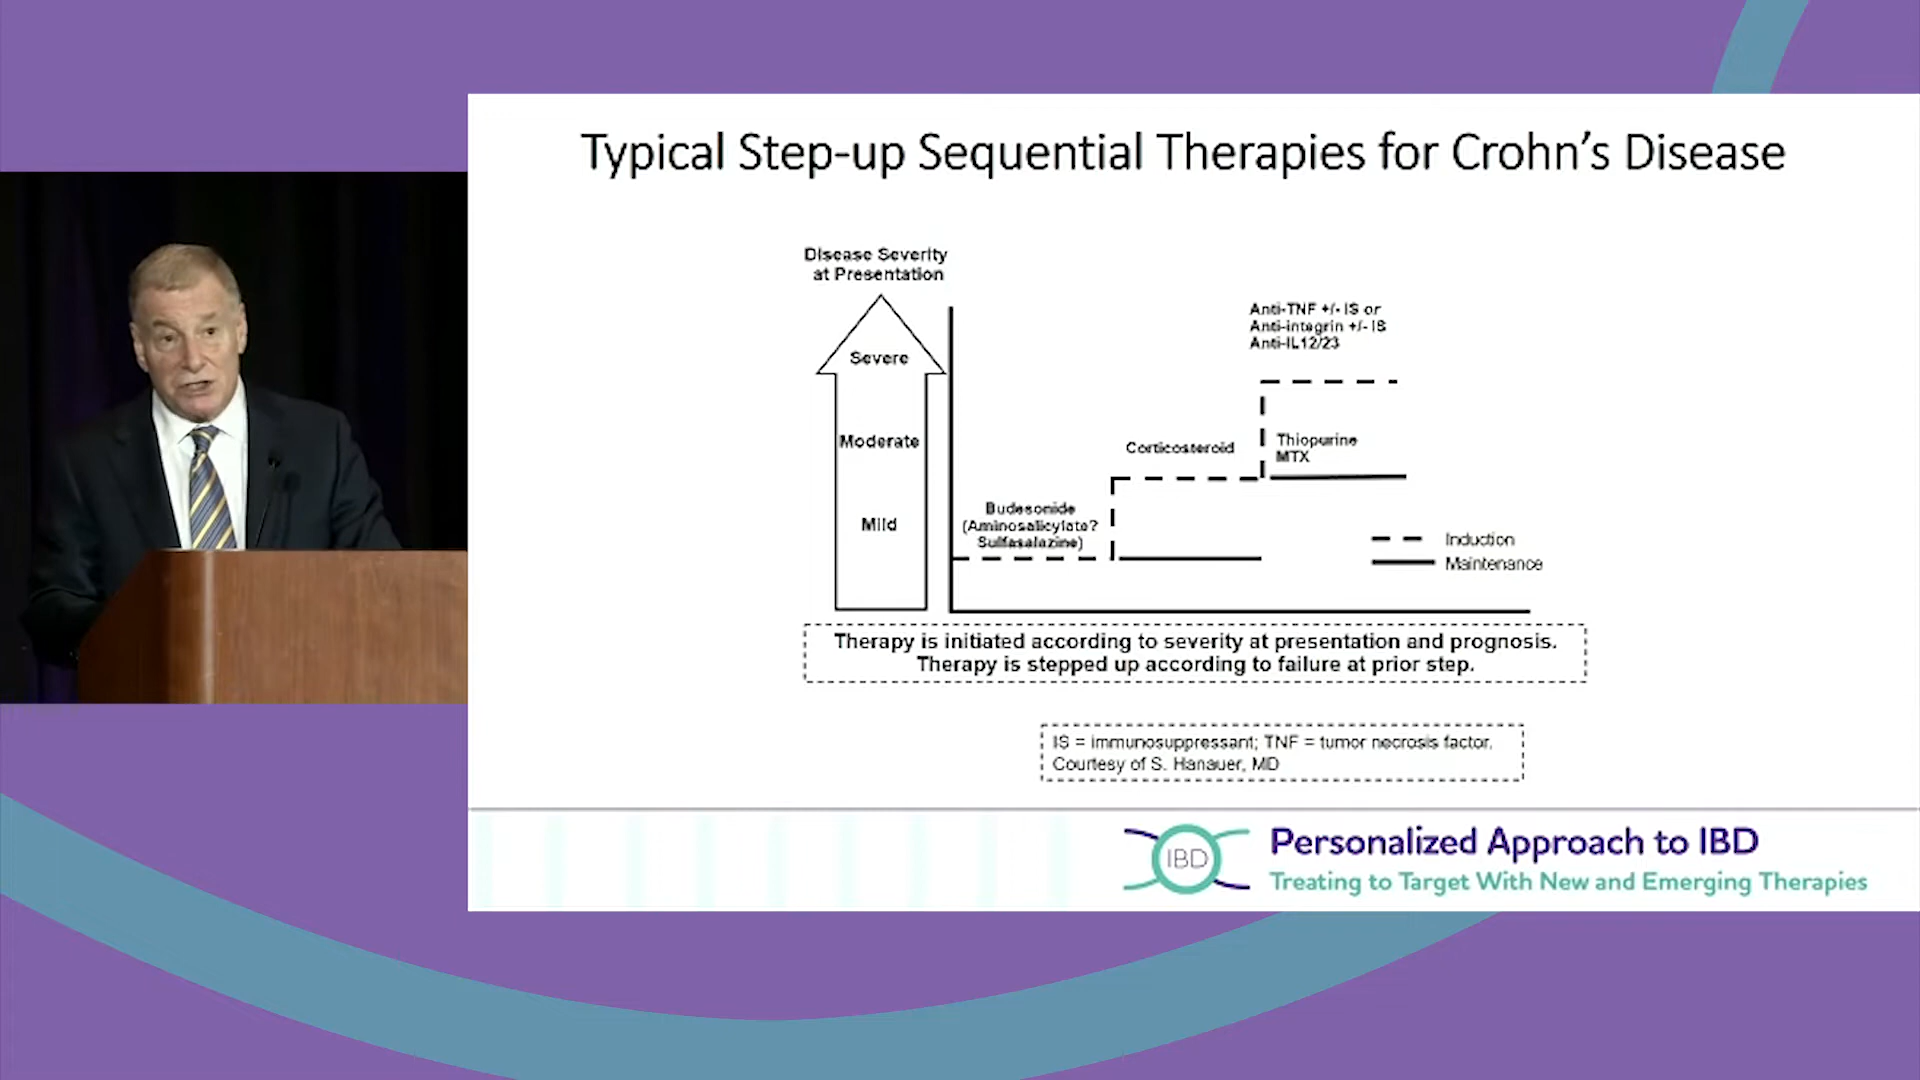 Typical Step-up Sequential Therapies for Crohn's Disease
Disease Severity
at Presentation
Severe
Moderate
Mild
Budesonide
(Aminosalicylate?
Sulfasalazine)
Corticosteroid
Anti-TNF +/- IS or
Anti-integrin +/- IS
Anti-IL12/23
Thiopurine
MTX
Induction
Maintenance
Therapy is initiated according to severity at presentation and prognosis.
Therapy is stepped up according to failure at prior step.
IS = immunosuppressant; TNF = tumor necrosis factor.
Courtesy of S. Hanauer, MD
IBD
Personalized Approach to IBD
Treating to Target With New and Emerging Therapies